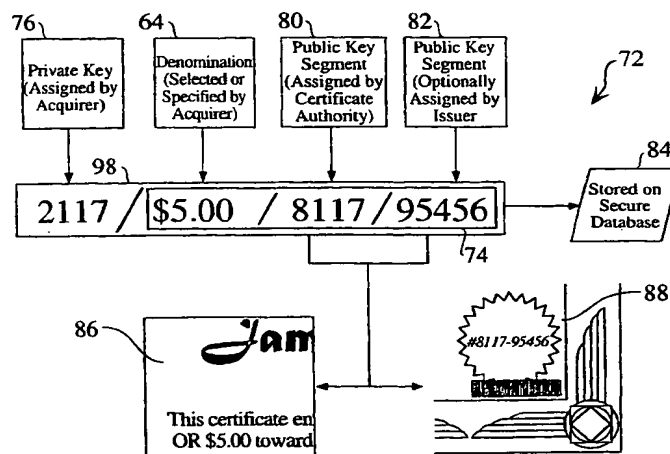 76
64
80
82
Private Key
(Assigned by
Acquirer)
Denomination
(Selected or
Specified by
Acquirer)
Public Key
Segment
(Assigned by
Certificate
Authority)
Public Key
Segment
(Optionally
Assigned by
Issuer
72
98
84
2117 / $5.00 / 8117 / 95456
Stored on
Secure
Database
74
86
88
Jam
#8117-95456
This certificate en
OR $5.00 toward